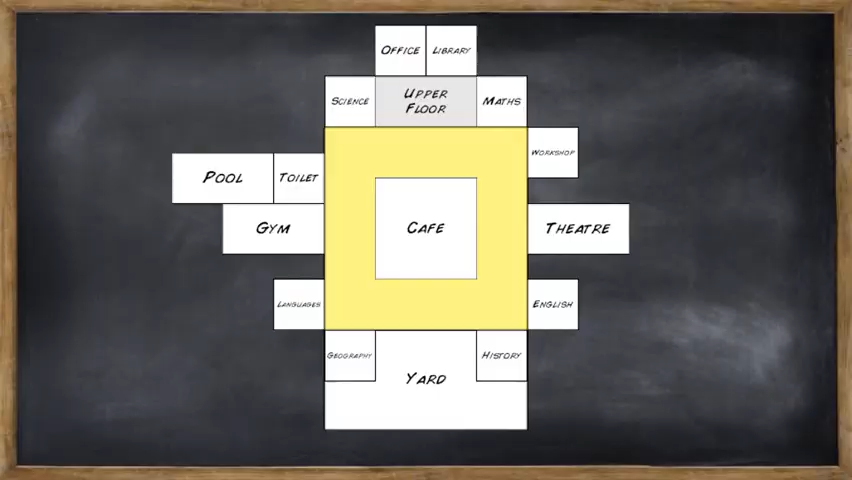 OFFICE
LIBRARY
SCIENCE
UPPER
FLOOR
MATHS
WORKSHOP
POOL
TOILET
GYM
CAFE
THEATRE
LANGUAGES
ENGLISH
GEOGRAPHY
HISTORY
YARD